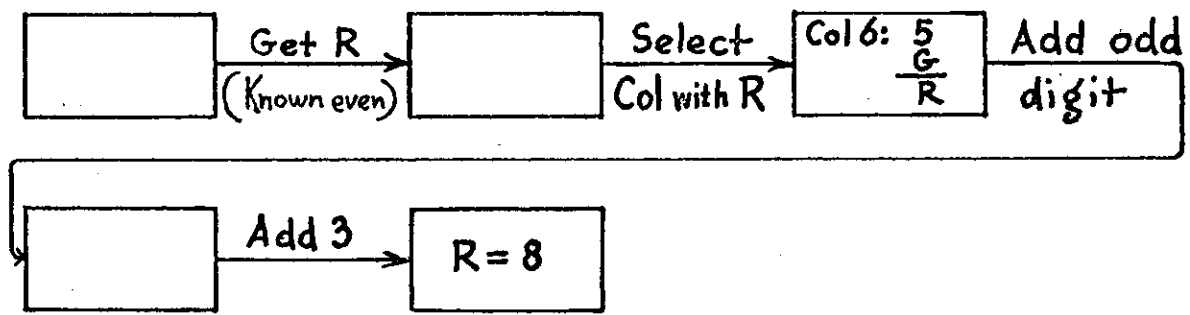 Get R
(Known even)
Select
Col with R
Col 6: 5
G
R
Add odd
digit
Add 3
R = 8